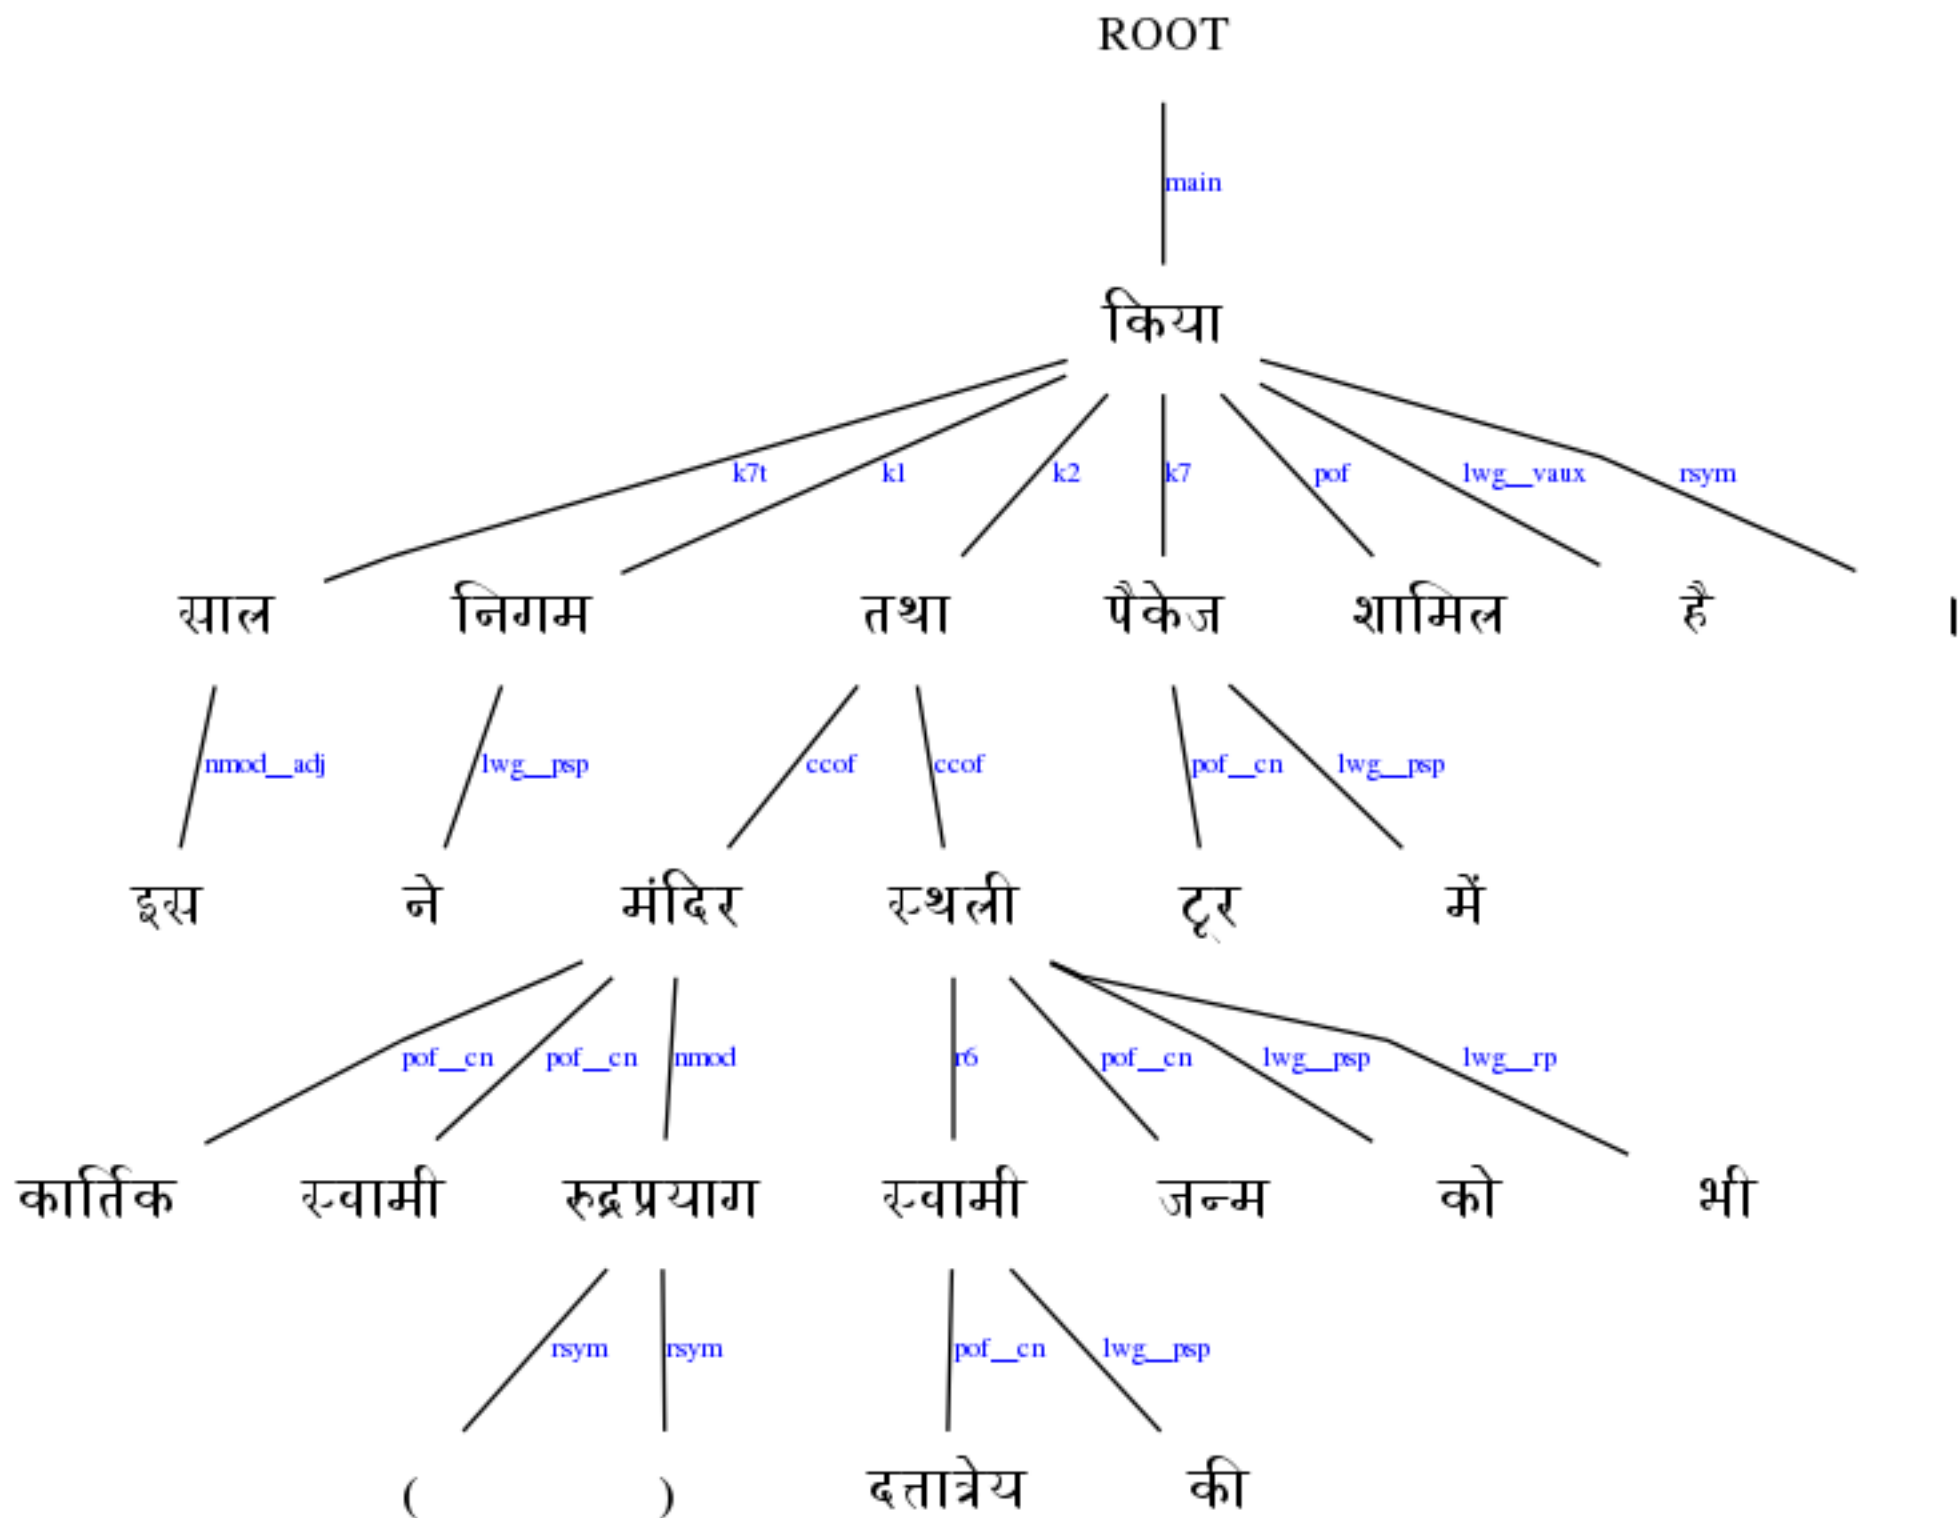 ROOT
main
किया
k7t k1 k2 k7 pof lwg__vaux rsym
साल निगम तथा पैकेज शामिल है ।
nmod__adj lwg__psp ccof ccof pof__cn lwg__psp
इस ने मंदिर स्थली टूर में
pof__cn pof__cn nmod r6 pof__cn lwg__psp lwg__rp
कार्तिक स्वामी रुद्रप्रयाग स्वामी जन्म को भी
rsym rsym pof__cn lwg__psp
( ) दत्तात्रेय की